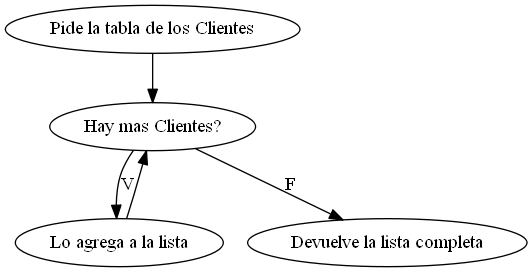 Pide la tabla de los Clientes
Hay mas Clientes?
V
F
Lo agrega a la lista
Devuelve la lista completa